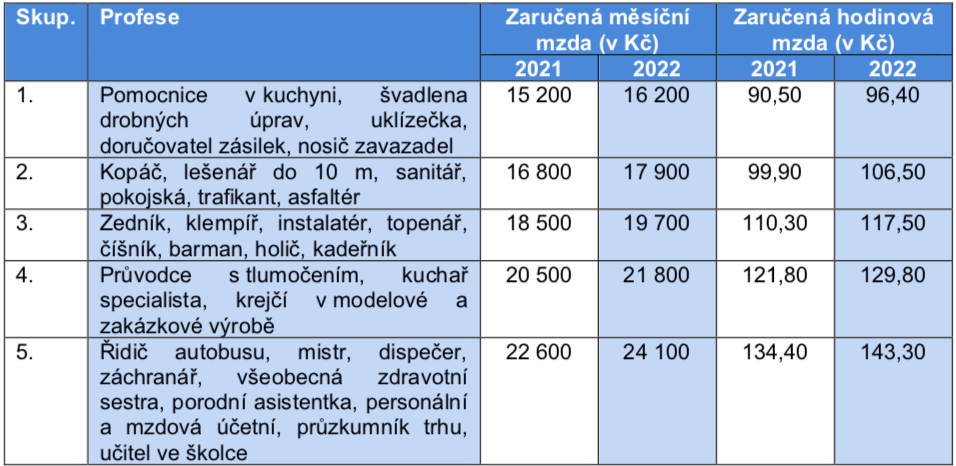 Skup. Profese Zaručená měsíční mzda (v Kč) Zaručená hodinová mzda (v Kč)
2021 2022 2021 2022
1. Pomocnice v kuchyni, švadlena 15 200 16 200 90,50 96,40
drobných úprav, uklízečka,
doručovatel zásilek, nosič zavazadel
2. Kopáč, lešenář do 10 m, sanitář, 16 800 17 900 99,90 106,50
pokojská, trafikant, asfaltér
3. Zedník, klempíř, instalatér, topenář, 18 500 19 700 110,30 117,50
číšník, barman, holič, kadeřník
4. Průvodce s tlumočením, kuchař 20 500 21 800 121,80 129,80
specialista, krejčí v modelové a
zakázkové výrobě
5. Řidič autobusu, mistr, dispečer, 22 600 24 100 134,40 143,30
záchranář, všeobecná zdravotní
sestra, porodní asistentka, personální
a mzdová účetní, průzkumník trhu,
učitel ve školce